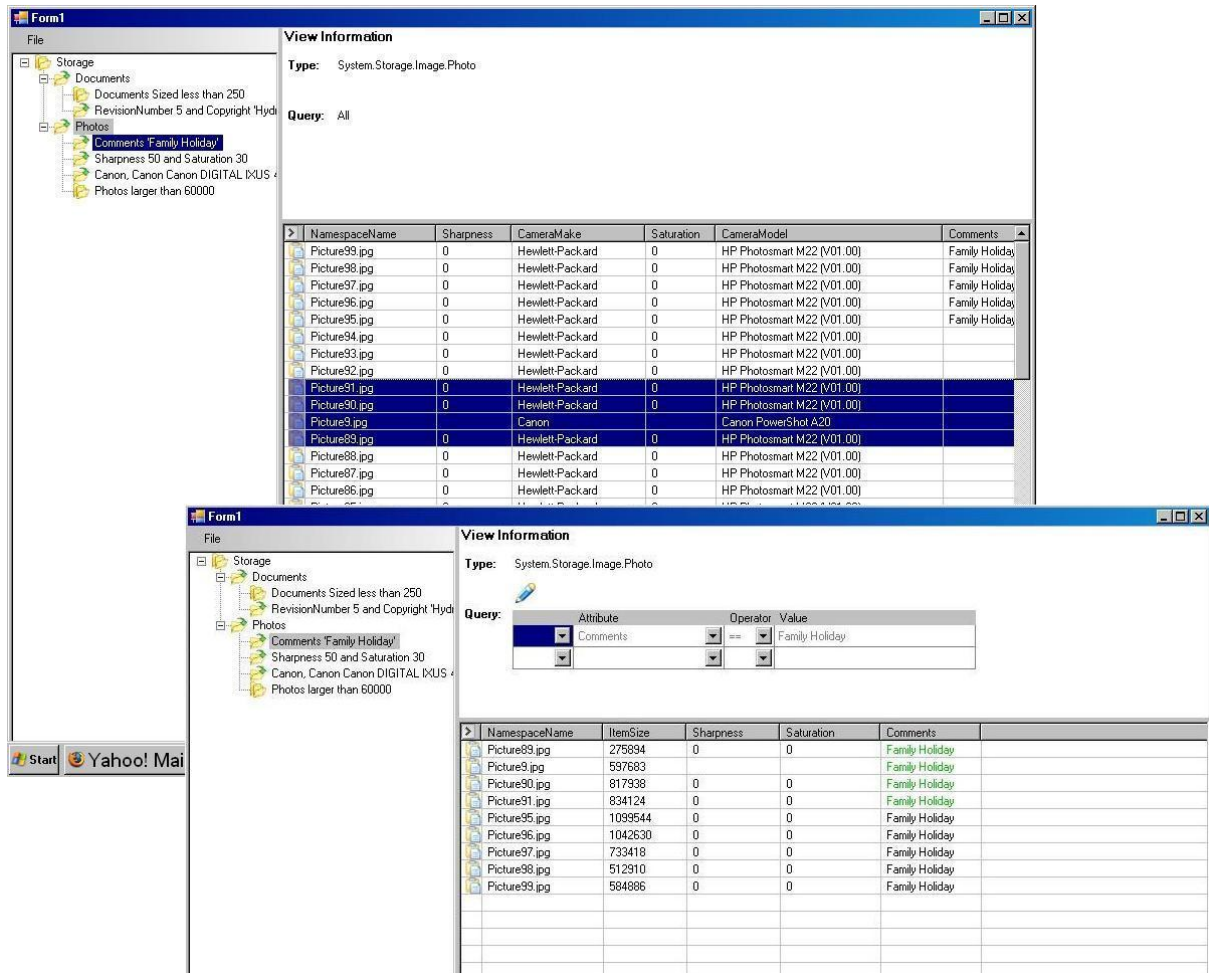 Form1
File
Storage
Documents
Documents Sized less than 250
RevisionNumber 5 and Copyright 'Hydr
Photos
Comments 'Family Holiday'
Sharpness 50 and Saturation 30
Canon, Canon Canon DIGITAL IXUS 4
Photos larger than 60000
View Information
Type: System.Storage.Image.Photo
Query: All
NamespaceName Sharpness CameraMake Saturation CameraModel Comments
Picture99.jpg 0 Hewlett-Packard 0 HP Photosmart M22 (V01.00) Family Holiday
Picture98.jpg 0 Hewlett-Packard 0 HP Photosmart M22 (V01.00) Family Holiday
Picture97.jpg 0 Hewlett-Packard 0 HP Photosmart M22 (V01.00) Family Holiday
Picture96.jpg 0 Hewlett-Packard 0 HP Photosmart M22 (V01.00) Family Holiday
Picture95.jpg 0 Hewlett-Packard 0 HP Photosmart M22 (V01.00) Family Holiday
Picture94.jpg 0 Hewlett-Packard 0 HP Photosmart M22 (V01.00)
Picture93.jpg 0 Hewlett-Packard 0 HP Photosmart M22 (V01.00)
Picture92.jpg 0 Hewlett-Packard 0 HP Photosmart M22 (V01.00)
Picture91.jpg 0 Hewlett-Packard 0 HP Photosmart M22 (V01.00)
Picture90.jpg 0 Hewlett-Packard 0 HP Photosmart M22 (V01.00)
Picture9.jpg Canon Canon PowerShot A20
Picture89.jpg 0 Hewlett-Packard 0 HP Photosmart M22 (V01.00)
Picture88.jpg 0 Hewlett-Packard 0 HP Photosmart M22 (V01.00)
Picture87.jpg 0 Hewlett-Packard 0 HP Photosmart M22 (V01.00)
Picture86.jpg 0 Hewlett-Packard 0 HP Photosmart M22 (V01.00)
Start Yahoo! Mai
Form1
File
Storage
Documents
Documents Sized less than 250
RevisionNumber 5 and Copyright 'Hydr
Photos
Comments 'Family Holiday'
Sharpness 50 and Saturation 30
Canon, Canon Canon DIGITAL IXUS 4
Photos larger than 60000
View Information
Type: System.Storage.Image.Photo
Query:
Attribute Operator Value
Comments == Family Holiday
NamespaceName ItemSize Sharpness Saturation Comments
Picture89.jpg 275894 0 0 Family Holiday
Picture9.jpg 597683 Family Holiday
Picture90.jpg 817938 0 0 Family Holiday
Picture91.jpg 834124 0 0 Family Holiday
Picture95.jpg 1099544 0 0 Family Holiday
Picture96.jpg 1042630 0 0 Family Holiday
Picture97.jpg 733418 0 0 Family Holiday
Picture98.jpg 512910 0 0 Family Holiday
Picture99.jpg 584886 0 0 Family Holiday